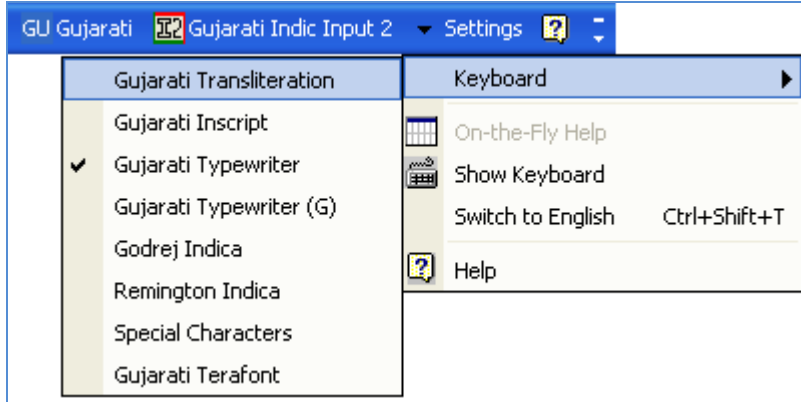 GU Gujarati I2 Gujarati Indic Input 2 Settings ?
Gujarati Transliteration
Gujarati Inscript
Gujarati Typewriter
Gujarati Typewriter (G)
Godrej Indica
Remington Indica
Special Characters
Gujarati Terafont
Keyboard
On-the-Fly Help
Show Keyboard
Switch to English Ctrl+Shift+T
? Help